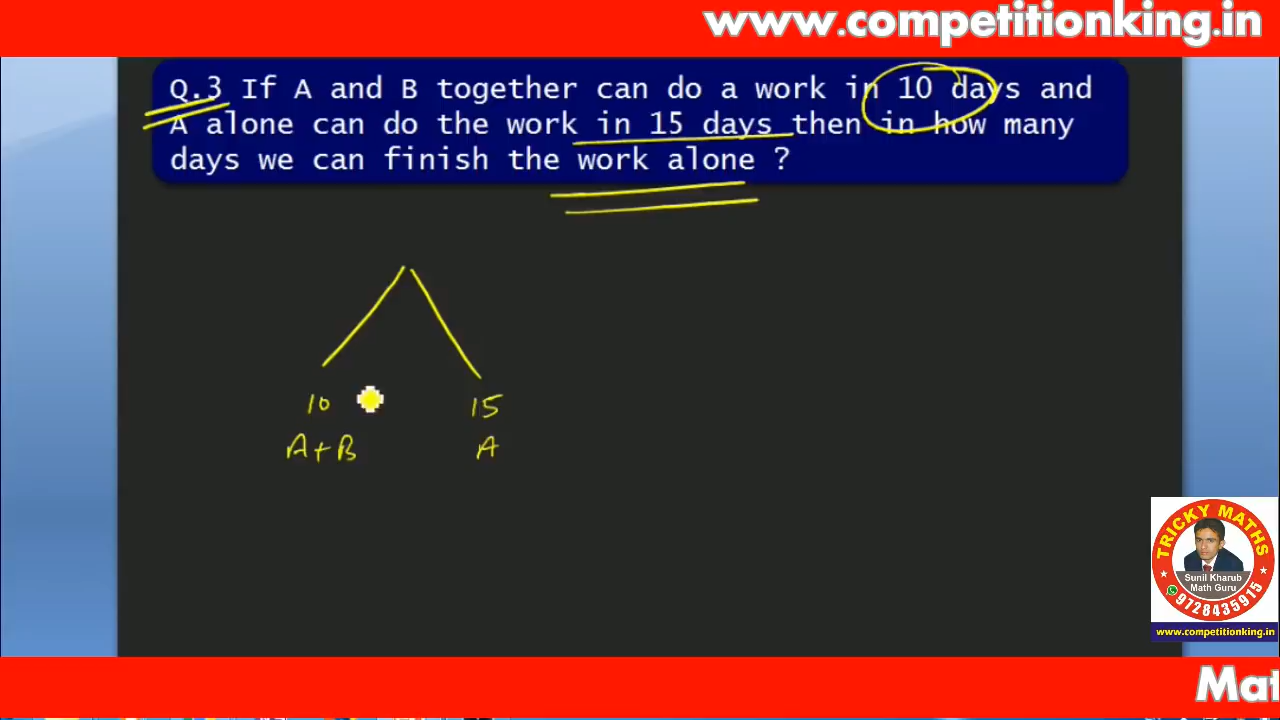 www.competitionking.in
Q.3 If A and B together can do a work in 10 days and
A alone can do the work in 15 days then in how many
days we can finish the work alone ?
10 15
A+B A
TRICKY MATHS
Sunil Kharub
Math Guru
9728435915
www.competitionking.in
Mat